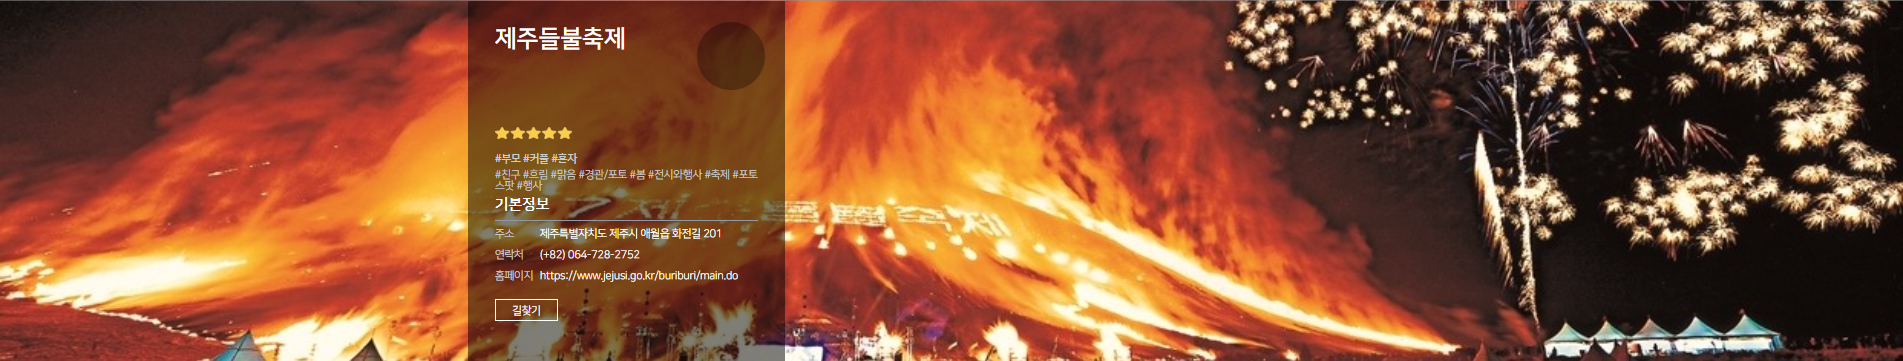 제주들불축제
#부모 #커플 #혼자
#친구 #흐림 #맑음 #경관/포토 #봄 #전시와행사 #축제 #포토
스팟 #행사
기본정보
주소 제주특별자치도 제주시 애월읍 화전길 201
연락처 (+82) 064-728-2752
홈페이지 https://www.jejusi.go.kr/buriburi/main.do
길찾기